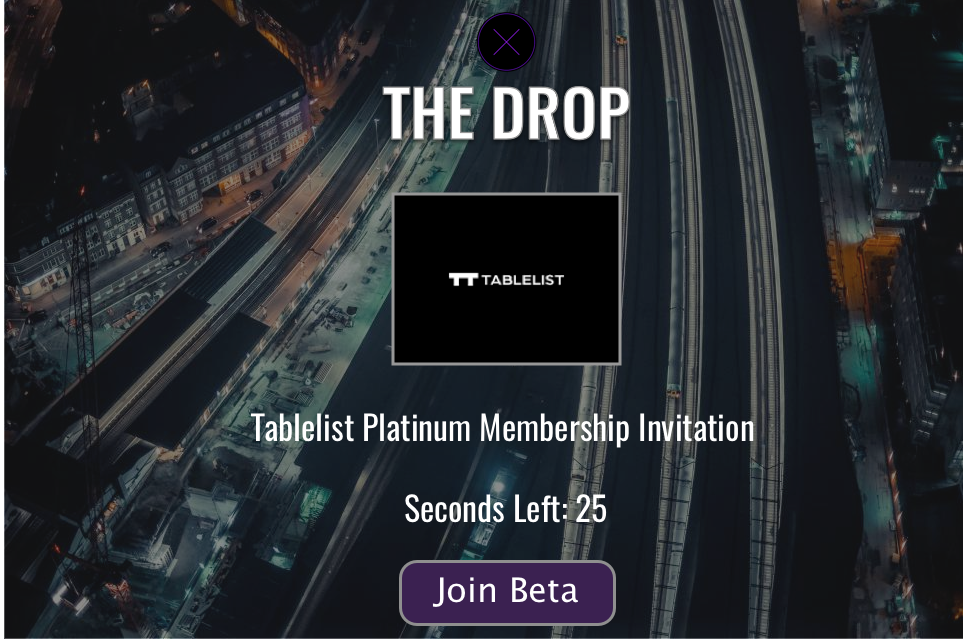 THE DROP
TABLELIST
Tablelist Platinum Membership Invitation
Seconds Left: 25
Join Beta